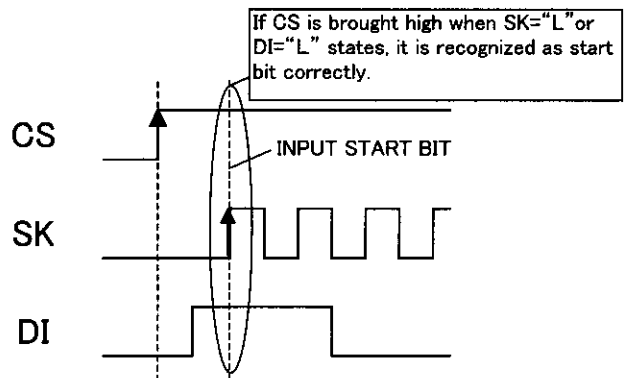 If CS is brought high when SK=“L”or
DI=“L” states, it is recognized as start
bit correctly.
CS
INPUT START BIT
SK
DI